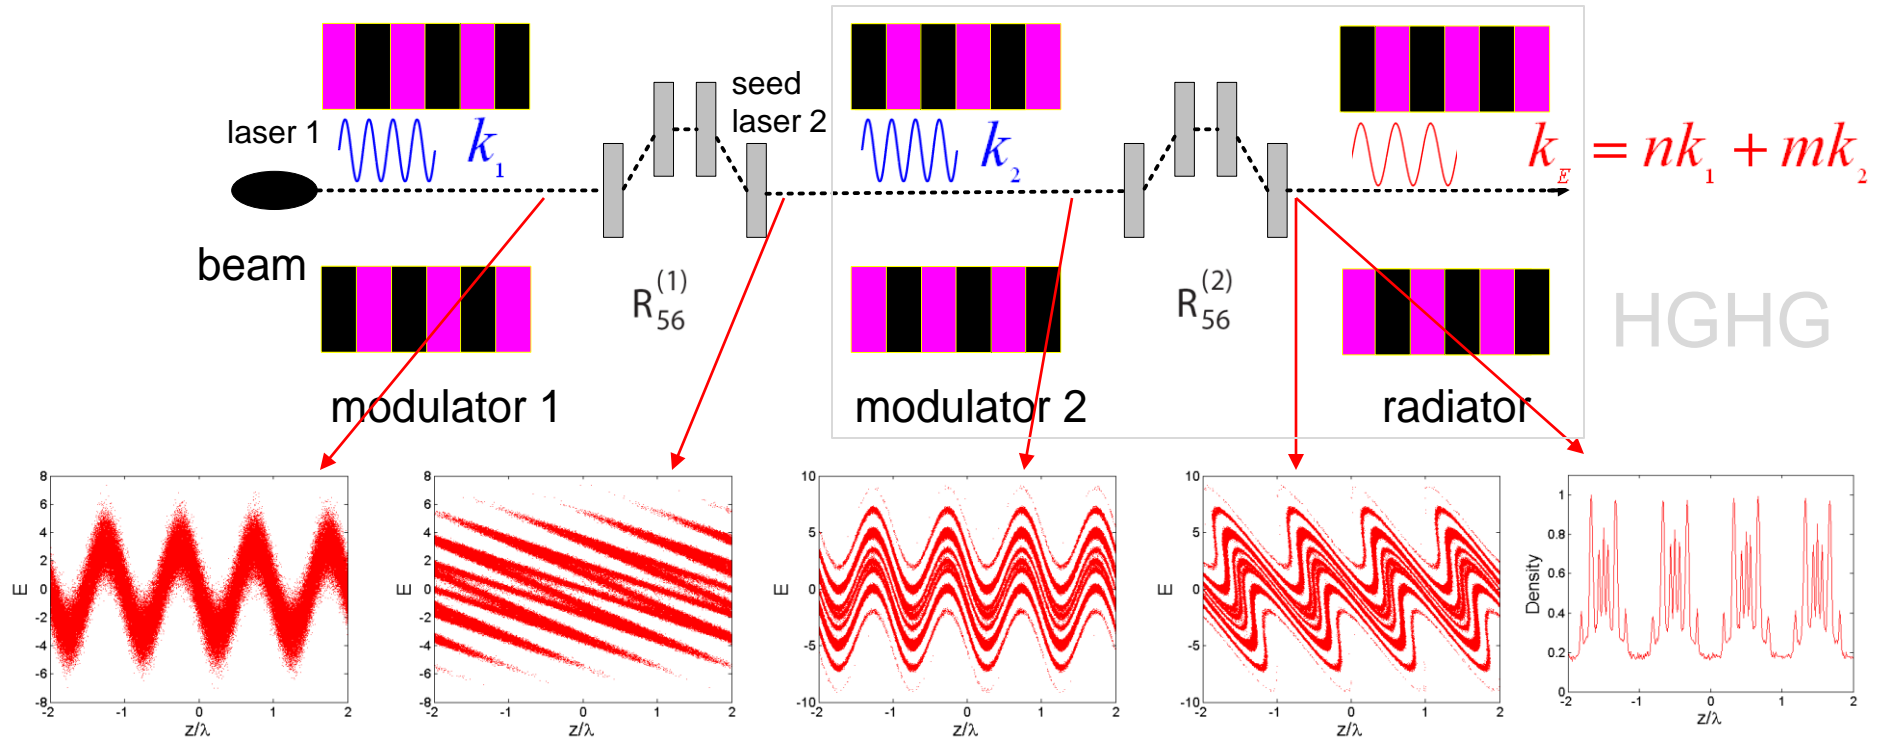 laser 1
k₁
seed
laser 2
k₂
k_E = nk₁ + mk₂
beam
R₅₆⁽¹⁾
R₅₆⁽²⁾
HGHG
modulator 1
modulator 2
radiator
8
6
4
2
0
-2
-4
-6
-8
E
-2 -1 0 1 2
z/λ
8
6
4
2
0
-2
-4
-6
-8
E
-2 -1 0 1 2
z/λ
10
5
0
-5
-10
E
-2 -1 0 1 2
z/λ
10
5
0
-5
-10
E
-2 -1 0 1 2
z/λ
1
0.8
0.6
0.4
0.2
0
Density
-2 -1 0 1 2
z/λ